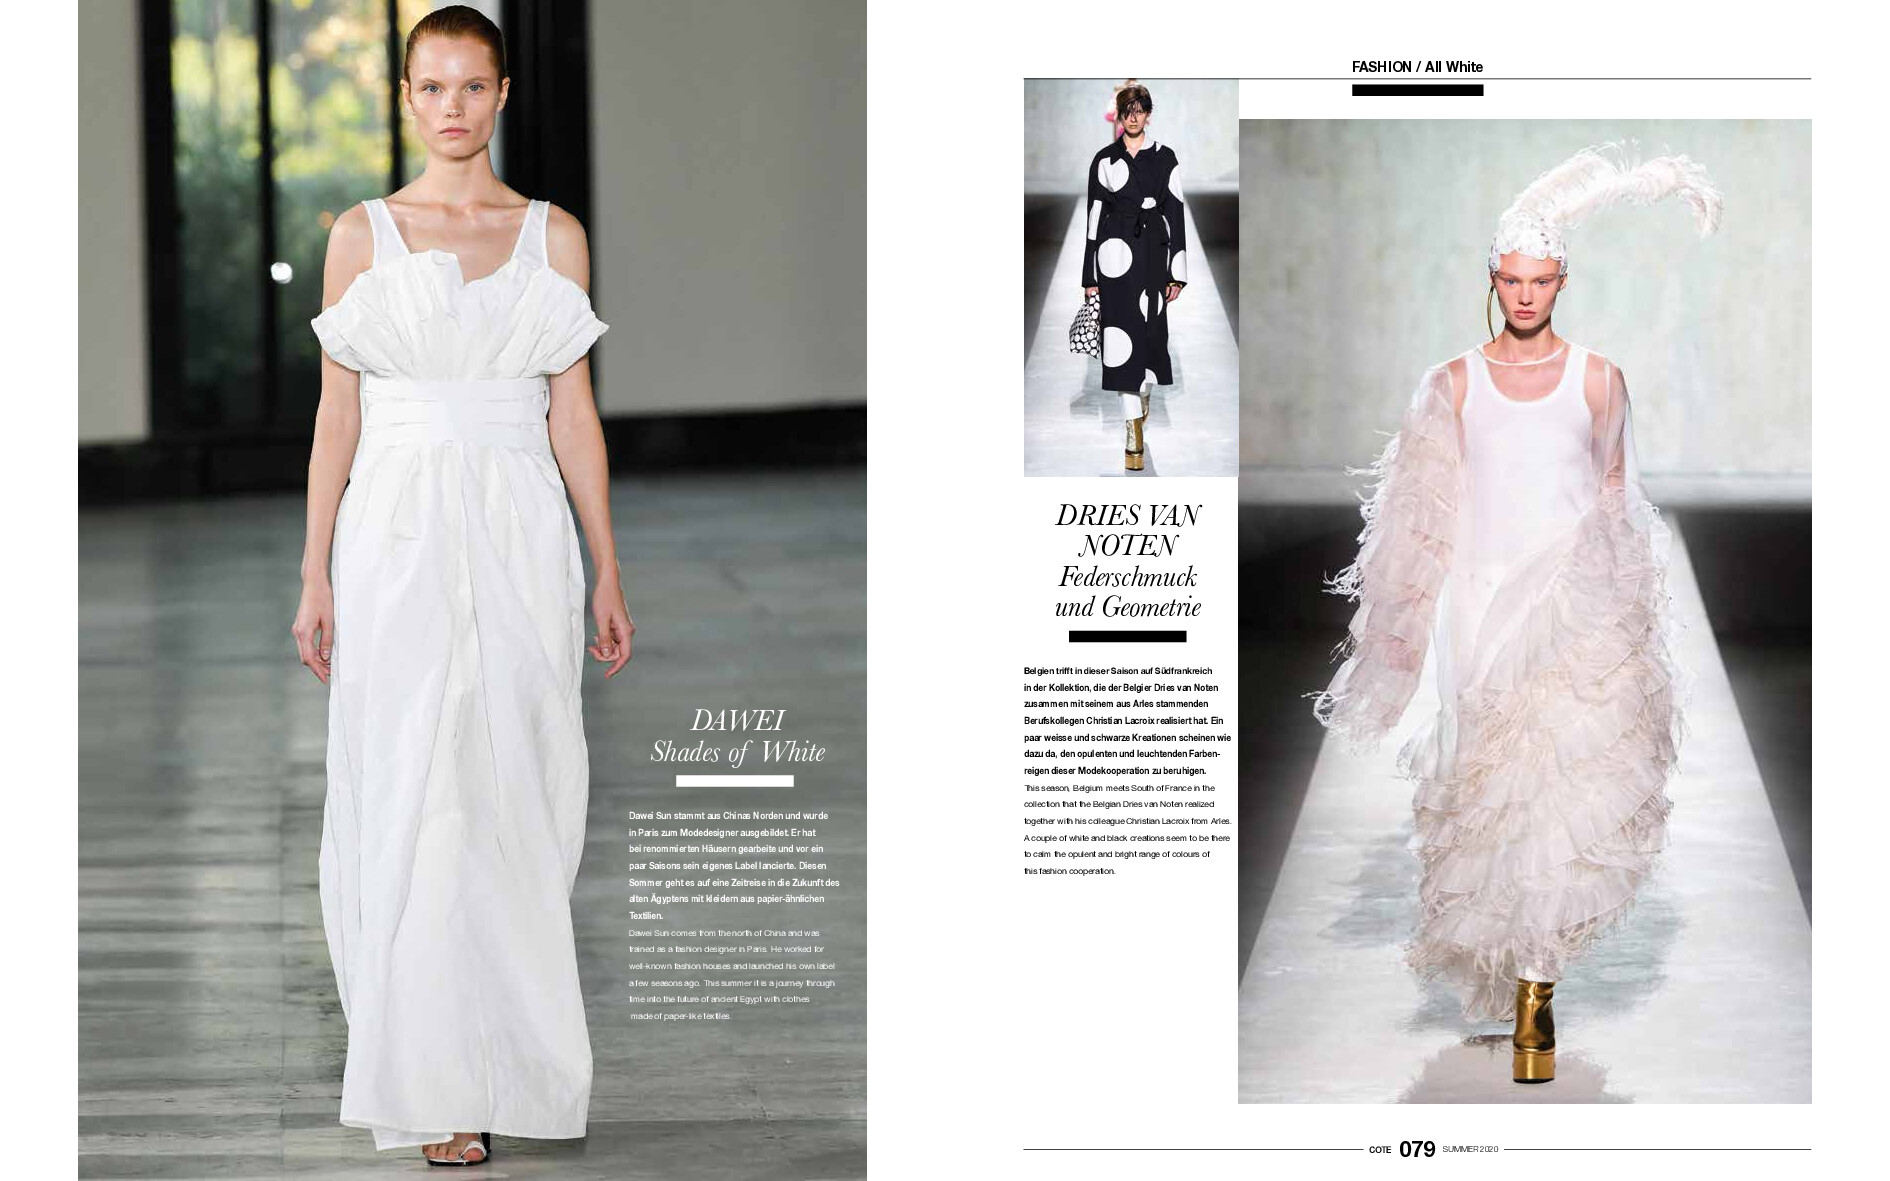 DAWEI
Shades of White
Dawei Sun stammt aus Chinas Norden und wurde
in Paris zum Modedesigner ausgebildet. Er hat
bei renommierten Häusern gearbeite und vor ein
paar Saisons sein eigenes Label lancierte. Diesen
Sommer geht es auf eine Zeitreise in die Zukunft des
alten Ägyptens mit kleidern aus papier-ähnlichen
Textilien.
Dawei Sun comes from the north of China and was
trained as a fashion designer in Paris. He worked for
well-known fashion houses and launched his own label
a few seasons ago. This summer it is a journey through
time into the future of ancient Egypt with clothes
made of paper-like textiles.
FASHION / All White
DRIES VAN
NOTEN
Federschmuck
und Geometrie
Belgien trifft in dieser Saison auf Südfrankreich
in der Kollektion, die der Belgier Dries van Noten
zusammen mit seinem aus Arles stammenden
Berufskollegen Christian Lacroix realisiert hat. Ein
paar weisse und schwarze Kreationen scheinen wie
dazu da, den opulenten und leuchtenden Farben-
reigen dieser Modekooperation zu beruhigen.
This season, Belgium meets South of France in the
collection that the Belgian Dries van Noten realized
together with his colleague Christian Lacroix from Arles.
A couple of white and black creations seem to be there
to calm the opulent and bright range of colours of
this fashion cooperation.
COTE 079 SUMMER 2020